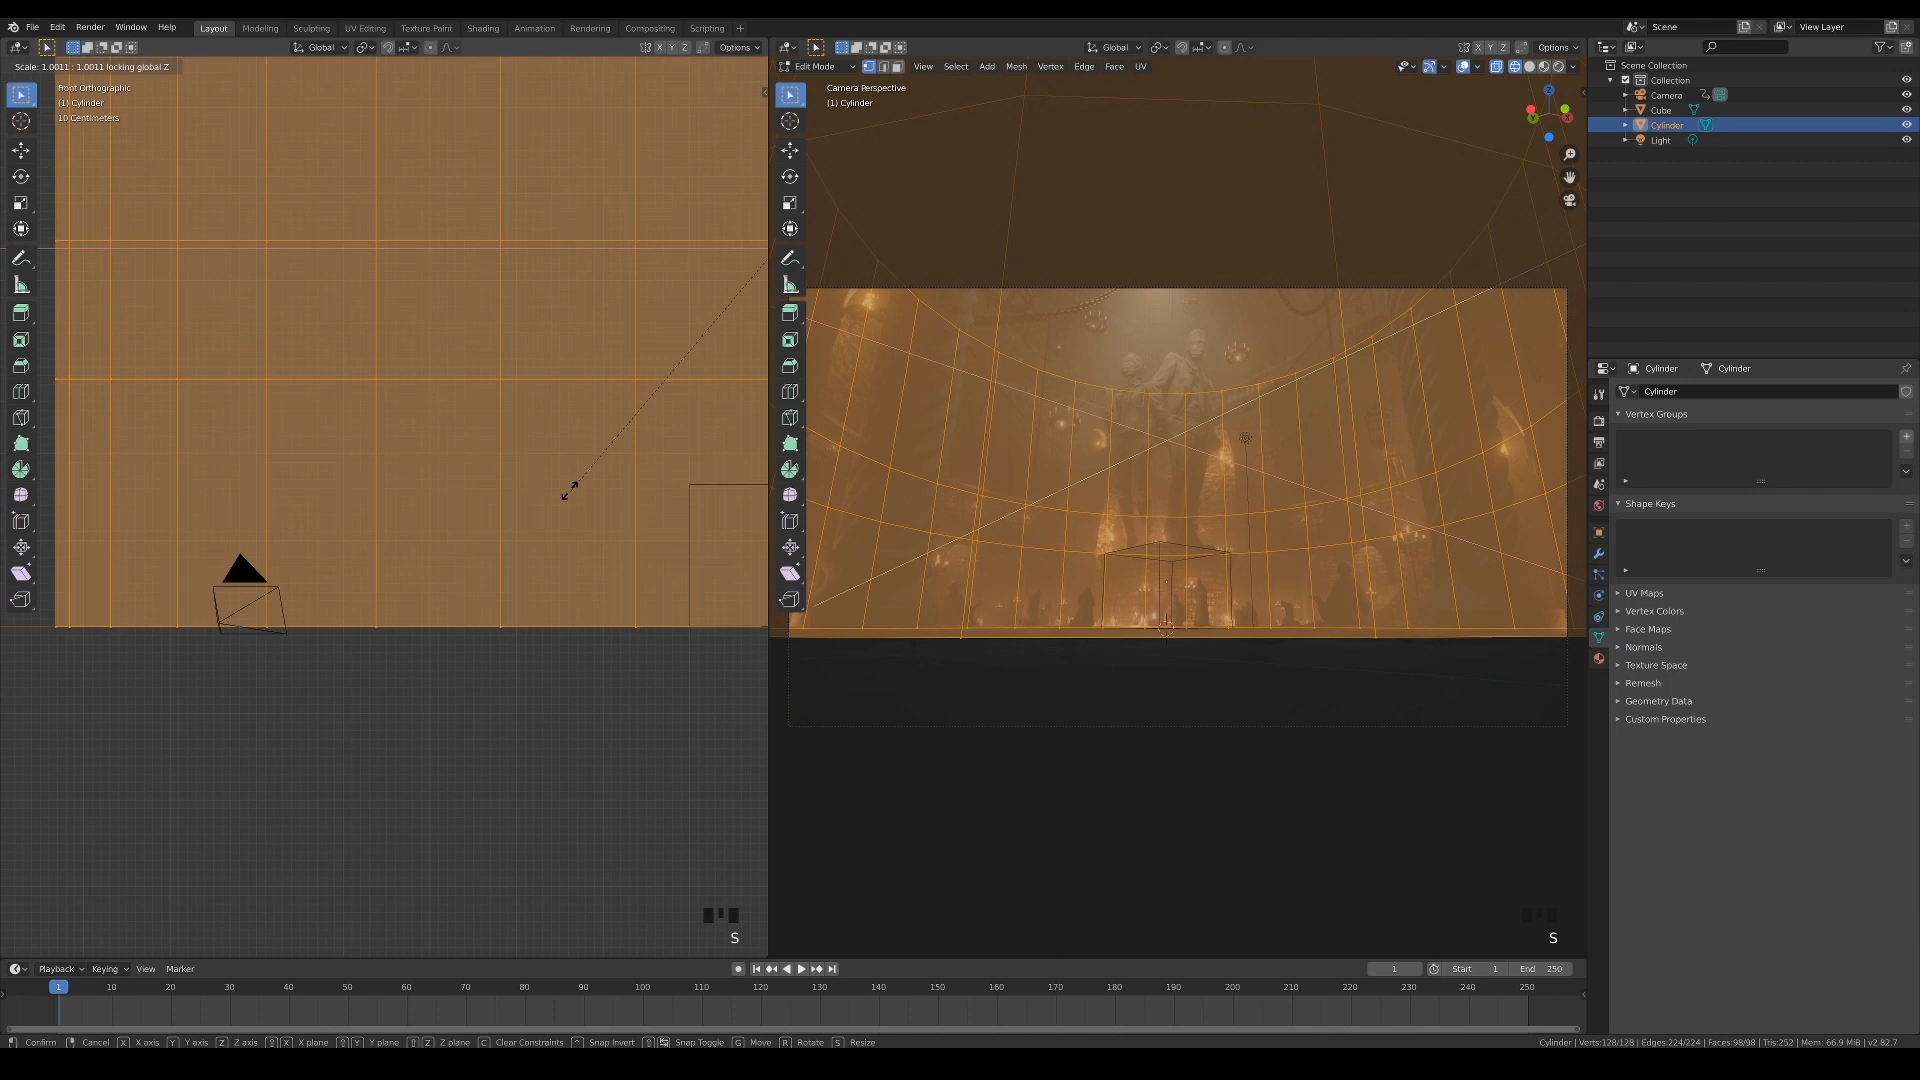 File Edit Render Window Help Layout Modeling Sculpting UV Editing Texture Paint Shading Animation Rendering Compositing Scripting + Scene View Layer
Global X Y Z Options Global X Y Z Options
Scale: 1.0011 : 1.0011 locking global Z
Edit Mode View Select Add Mesh Vertex Edge Face UV
Front Orthographic
(1) Cylinder
10 Centimeters
Camera Perspective
(1) Cylinder
Z
X
Y
Scene Collection
Collection
Camera
Cube
Cylinder
Light
Cylinder Cylinder
Cylinder
Vertex Groups
Shape Keys
UV Maps
Vertex Colors
Face Maps
Normals
Texture Space
Remesh
Geometry Data
Custom Properties
S
S
Playback Keying View Marker 1 Start 1 End 250
1 10 20 30 40 50 60 70 80 90 100 110 120 130 140 150 160 170 180 190 200 210 220 230 240 250
Confirm Cancel X X axis Y Y axis Z Z axis X X plane Y Y plane Z Z plane C Clear Constraints Snap Invert Snap Toggle G Move R Rotate S Resize Cylinder | Verts:128/128 | Edges:224/224 | Faces:98/98 | Tris:252 | Mem: 66.9 MiB | v2.82.7